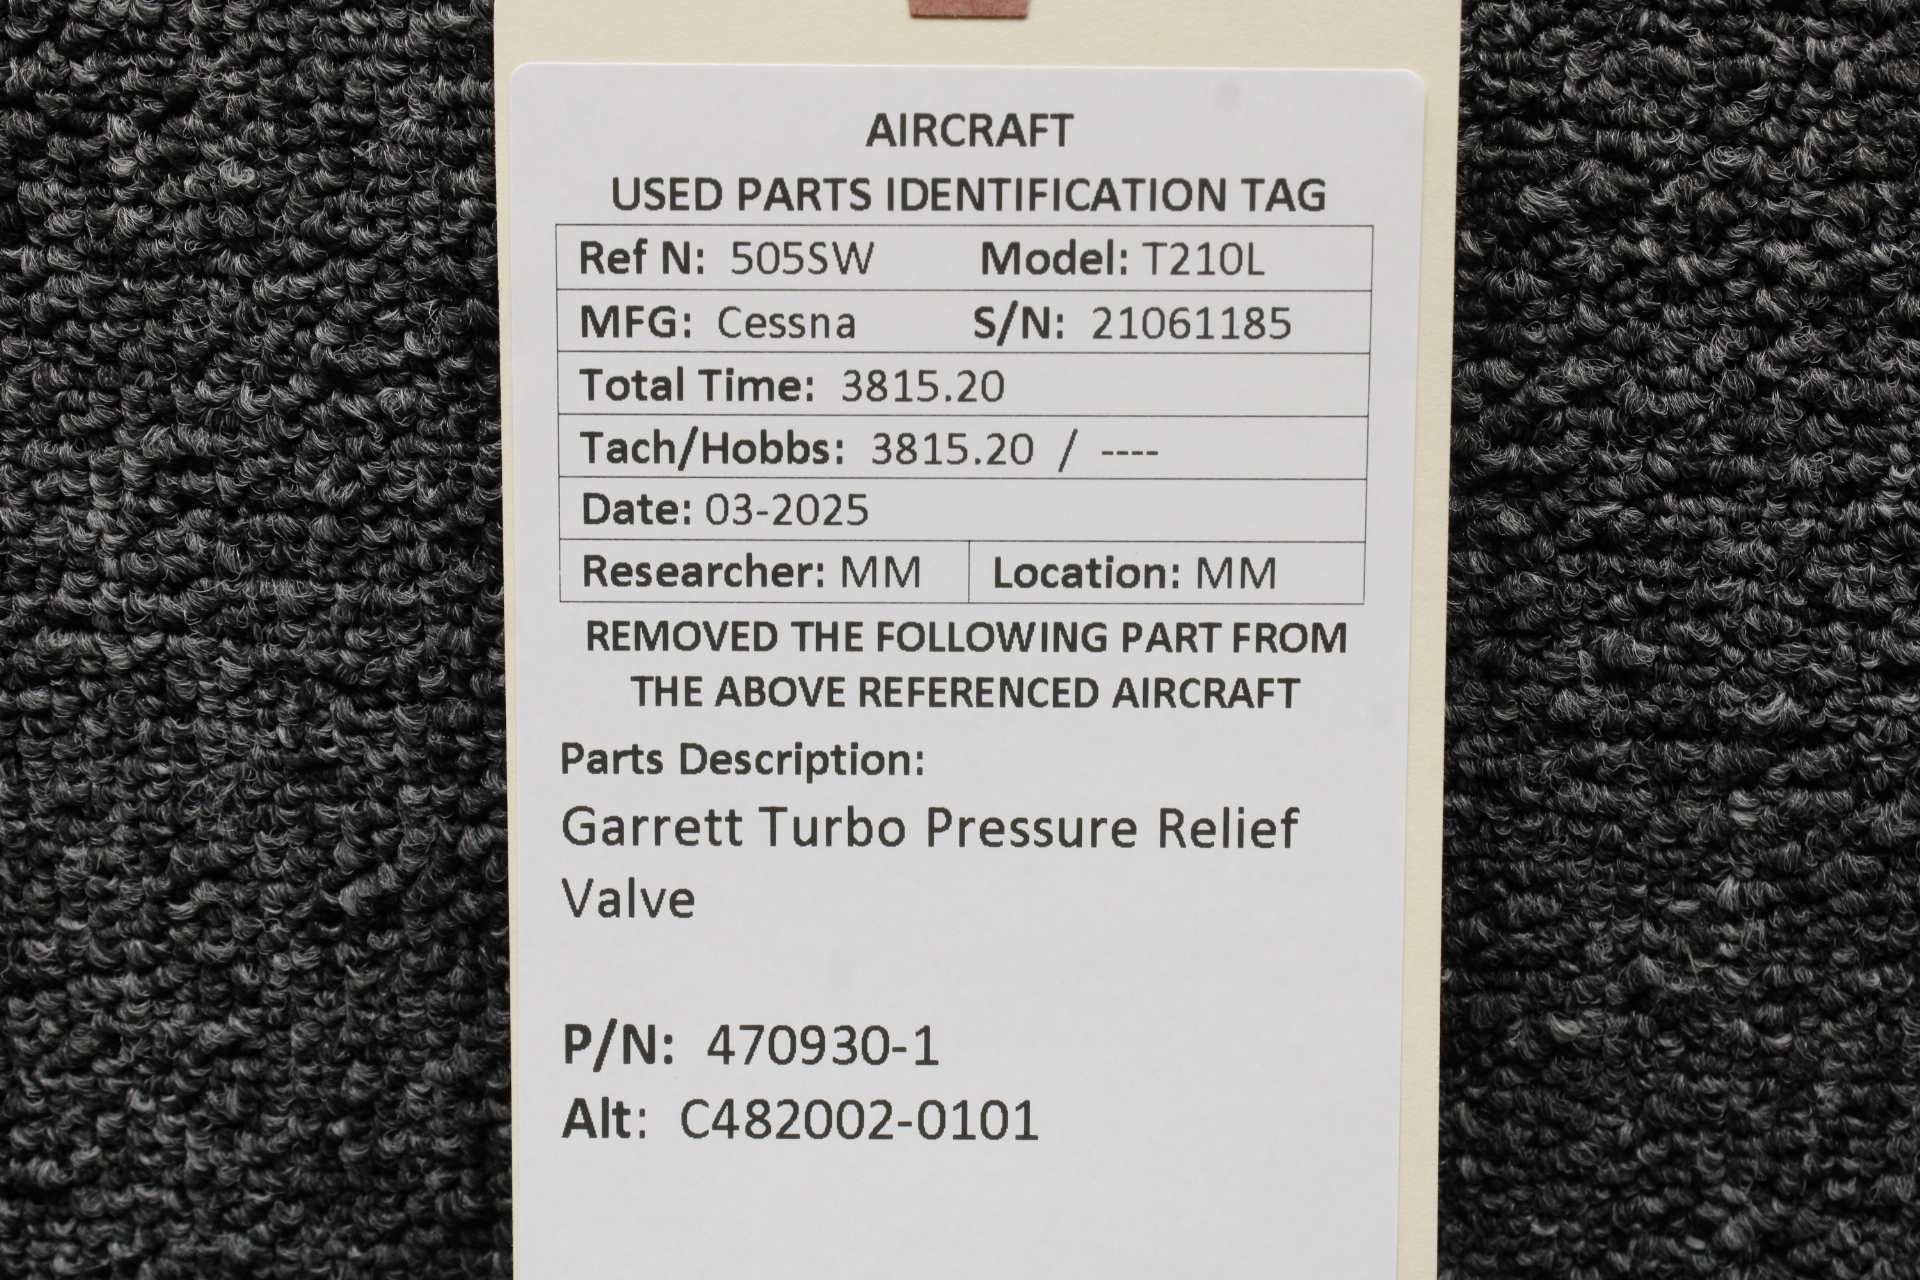 AIRCRAFT
USED PARTS IDENTIFICATION TAG
Ref N: 505SW Model: T210L
MFG: Cessna S/N: 21061185
Total Time: 3815.20
Tach/Hobbs: 3815.20 / ----
Date: 03-2025
Researcher: MM Location: MM
REMOVED THE FOLLOWING PART FROM
THE ABOVE REFERENCED AIRCRAFT
Parts Description:
Garrett Turbo Pressure Relief
Valve
P/N: 470930-1
Alt: C482002-0101